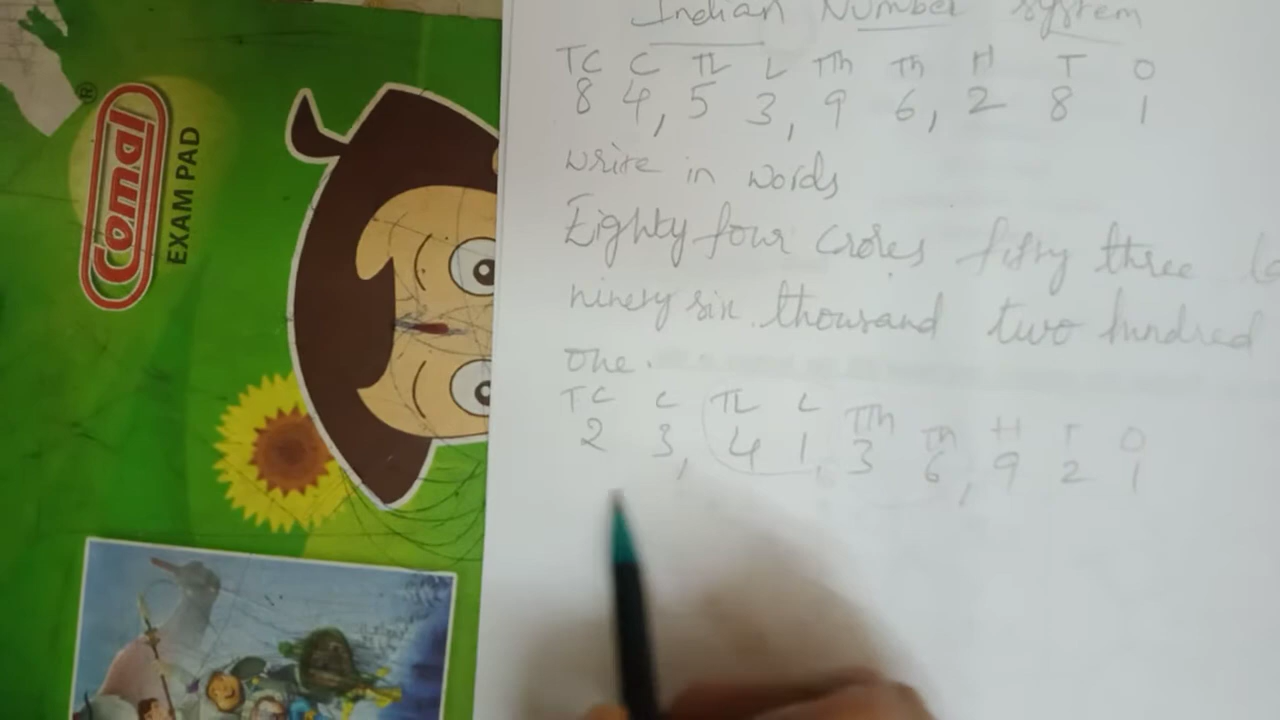 Comal®
EXAM PAD
Indian Number System
TC C TL L TTh Th H T O
8 4, 5 3, 9 6, 2 8 1
write in words
Eighty four crores fifty three
ninety six thousand two hundred
one.
TC C TL L TTh Th H T O
2 3, 4 1, 3 6, 9 2 1